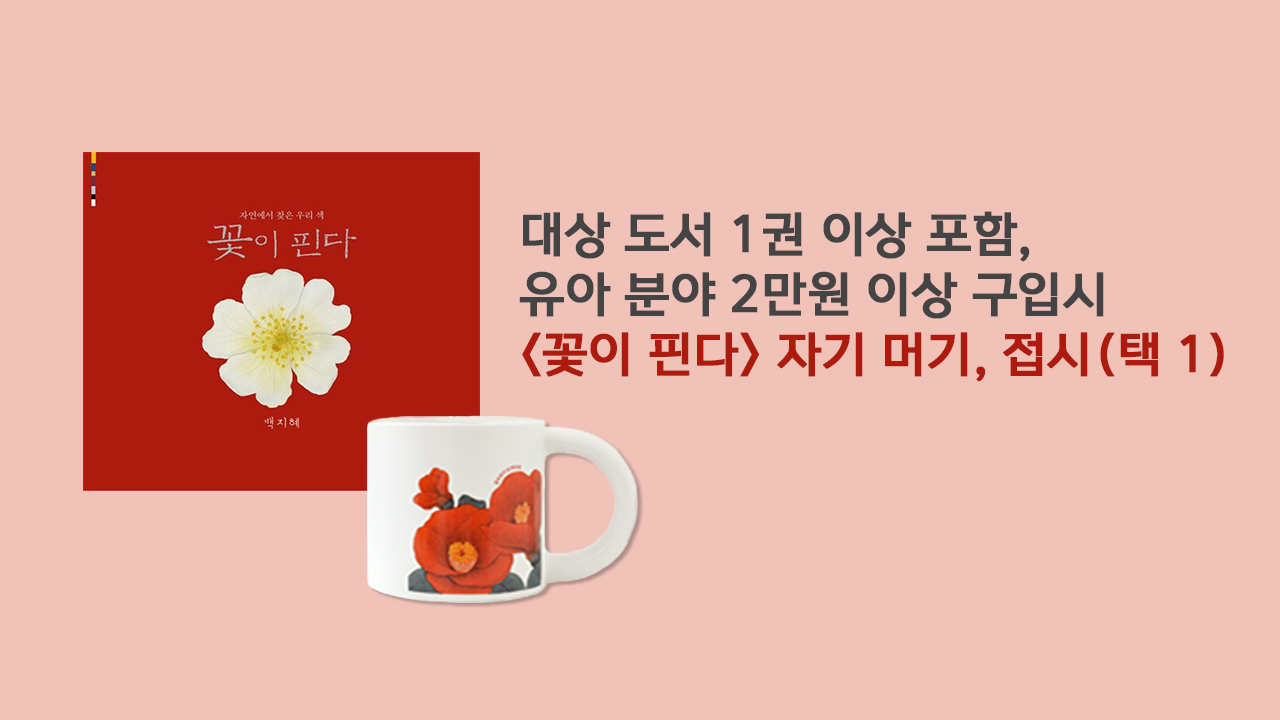 자연에서 찾은 우리 색
꽃이 핀다
백지혜
대상 도서 1권 이상 포함,
유아 분야 2만원 이상 구입시
<꽃이 핀다> 자기 머기, 접시(택 1)